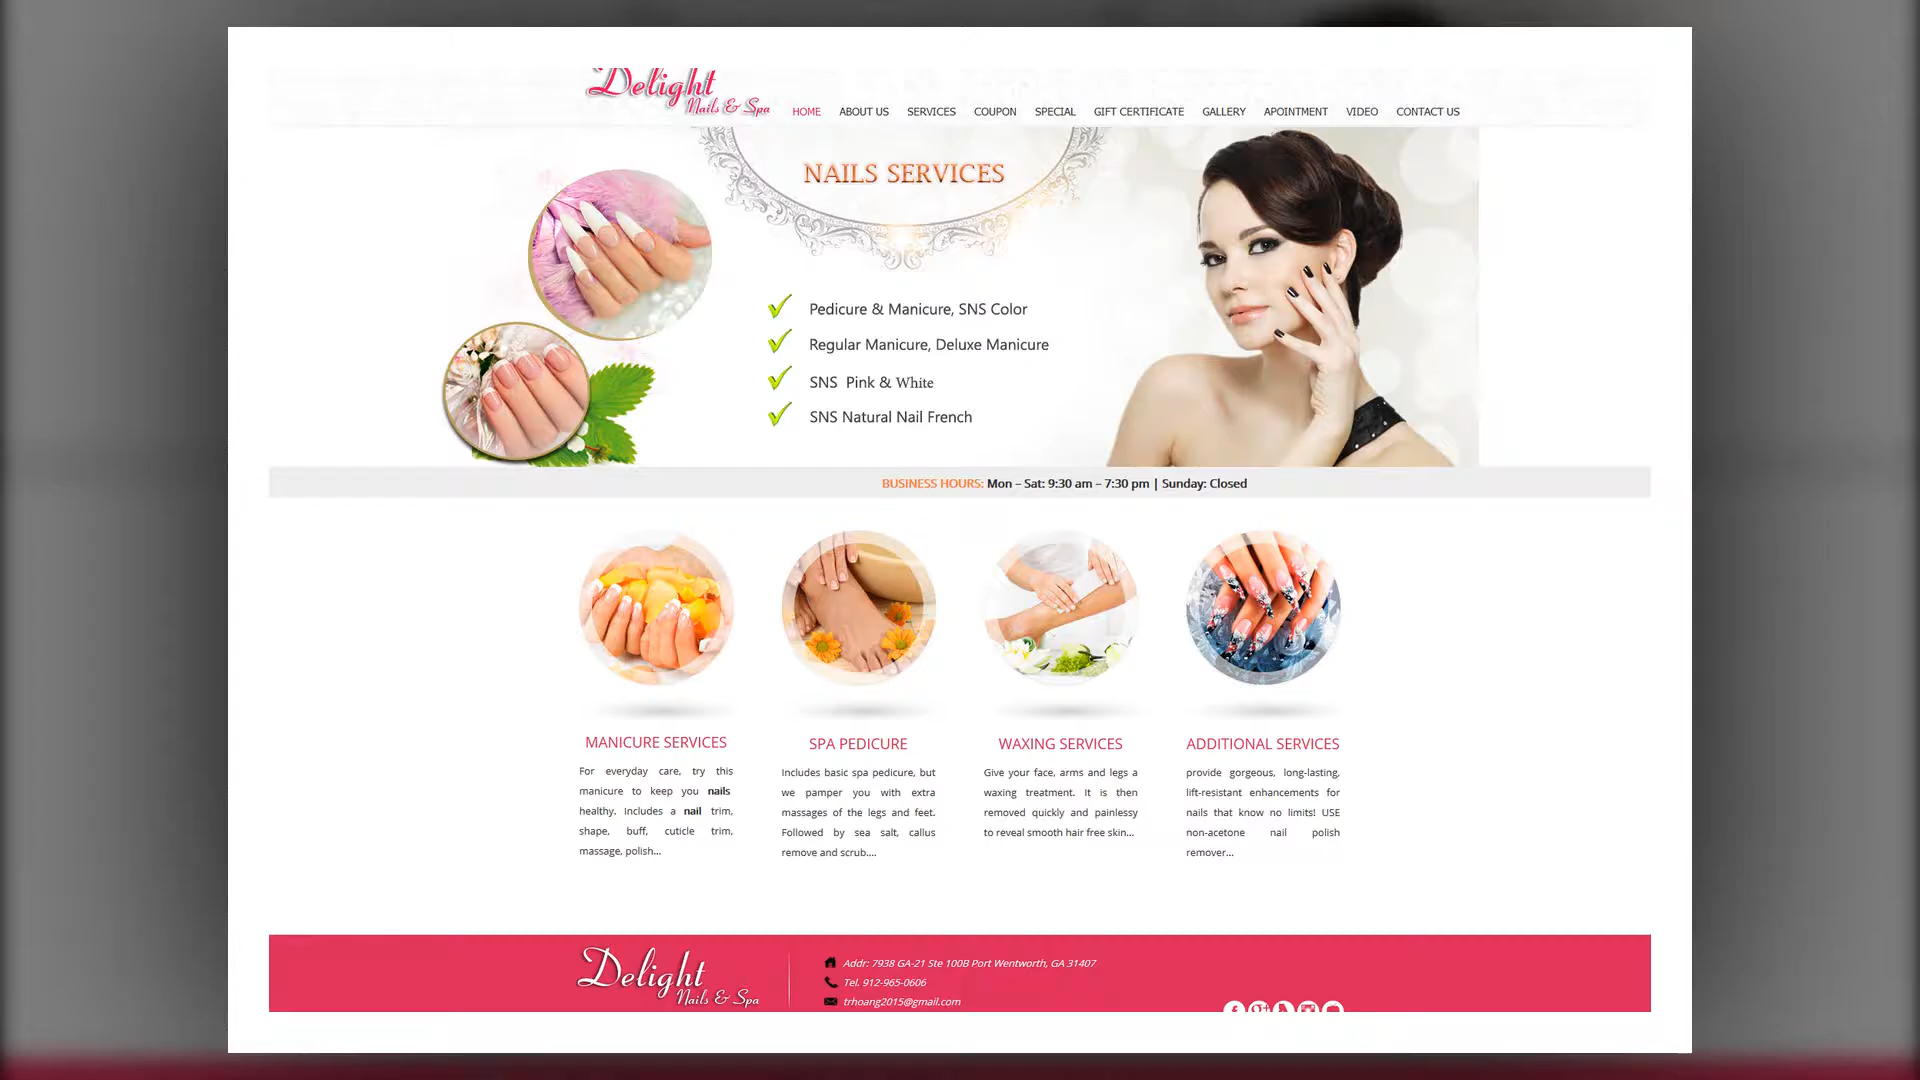 Delight
Nails & Spa
HOME ABOUT US SERVICES COUPON SPECIAL GIFT CERTIFICATE GALLERY APOINTMENT VIDEO CONTACT US
NAILS SERVICES
Pedicure & Manicure, SNS Color
Regular Manicure, Deluxe Manicure
SNS Pink & White
SNS Natural Nail French
BUSINESS HOURS: Mon – Sat: 9:30 am – 7:30 pm | Sunday: Closed
MANICURE SERVICES
For everyday care, try this
manicure to keep you nails
healthy. Includes a nail trim,
shape, buff, cuticle trim,
massage, polish...
SPA PEDICURE
Includes basic spa pedicure, but
we pamper you with extra
massages of the legs and feet.
Followed by sea salt, callus
remove and scrub....
WAXING SERVICES
Give your face, arms and legs a
waxing treatment. It is then
removed quickly and painlessy
to reveal smooth hair free skin...
ADDITIONAL SERVICES
provide gorgeous, long-lasting,
lift-resistant enhancements for
nails that know no limits! USE
non-acetone nail polish
remover...
Delight
Nails & Spa
Addr: 7938 GA-21 Ste 100B Port Wentworth, GA 31407
Tel. 912-965-0606
trhoang2015@gmail.com